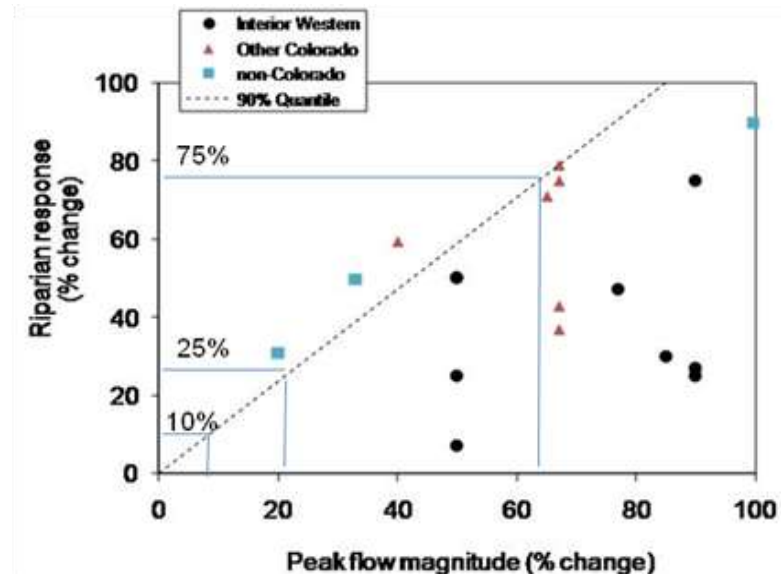 Interior Western
Other Colorado
non-Colorado
90% Quantile
100
80
60
40
20
0
75%
25%
10%
0 20 40 60 80 100
Riparian response
(% change)
Peak flow magnitude (% change)